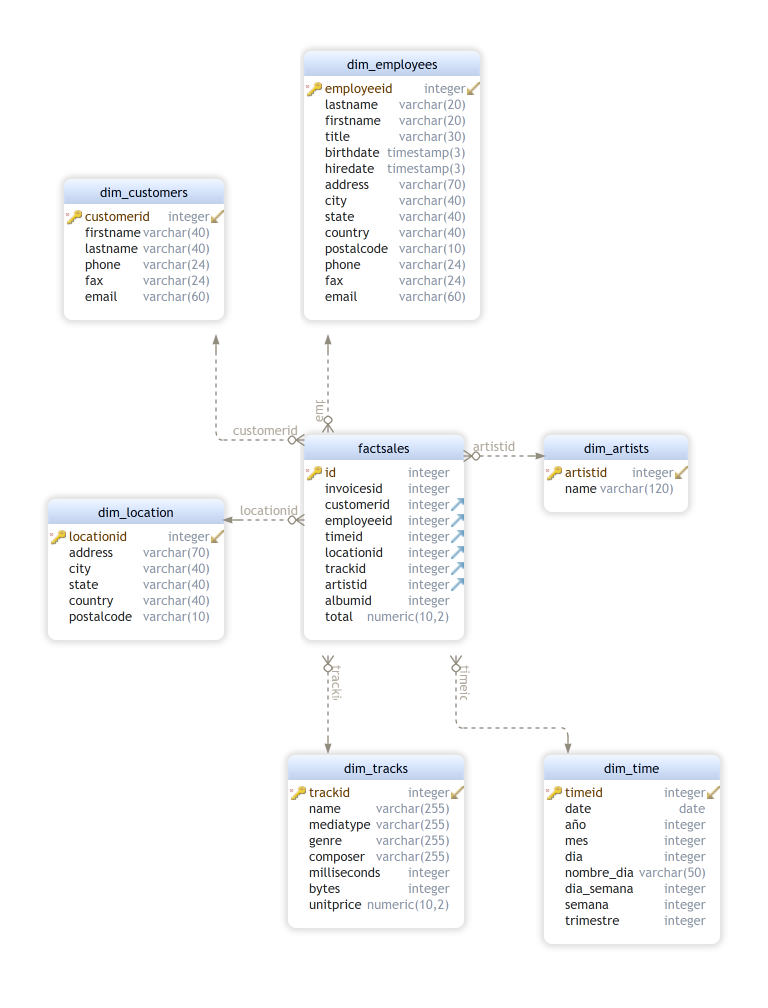 dim_employees
employeeid integer
lastname varchar(20)
firstname varchar(20)
title varchar(30)
birthdate timestamp(3)
hiredate timestamp(3)
address varchar(70)
city varchar(40)
state varchar(40)
country varchar(40)
postalcode varchar(10)
phone varchar(24)
fax varchar(24)
email varchar(60)
dim_customers
customerid integer
firstname varchar(40)
lastname varchar(40)
phone varchar(24)
fax varchar(24)
email varchar(60)
customerid
artistid
locationid
factsales
id integer
invoicesid integer
customerid integer
employeeid integer
timeid integer
locationid integer
trackid integer
artistid integer
albumid integer
total numeric(10,2)
dim_artists
artistid integer
name varchar(120)
dim_location
locationid integer
address varchar(70)
city varchar(40)
state varchar(40)
country varchar(40)
postalcode varchar(10)
dim_tracks
trackid integer
name varchar(255)
mediatype varchar(255)
genre varchar(255)
composer varchar(255)
milliseconds integer
bytes integer
unitprice numeric(10,2)
dim_time
timeid integer
date date
año integer
mes integer
dia integer
nombre_dia varchar(50)
dia_semana integer
semana integer
trimestre integer